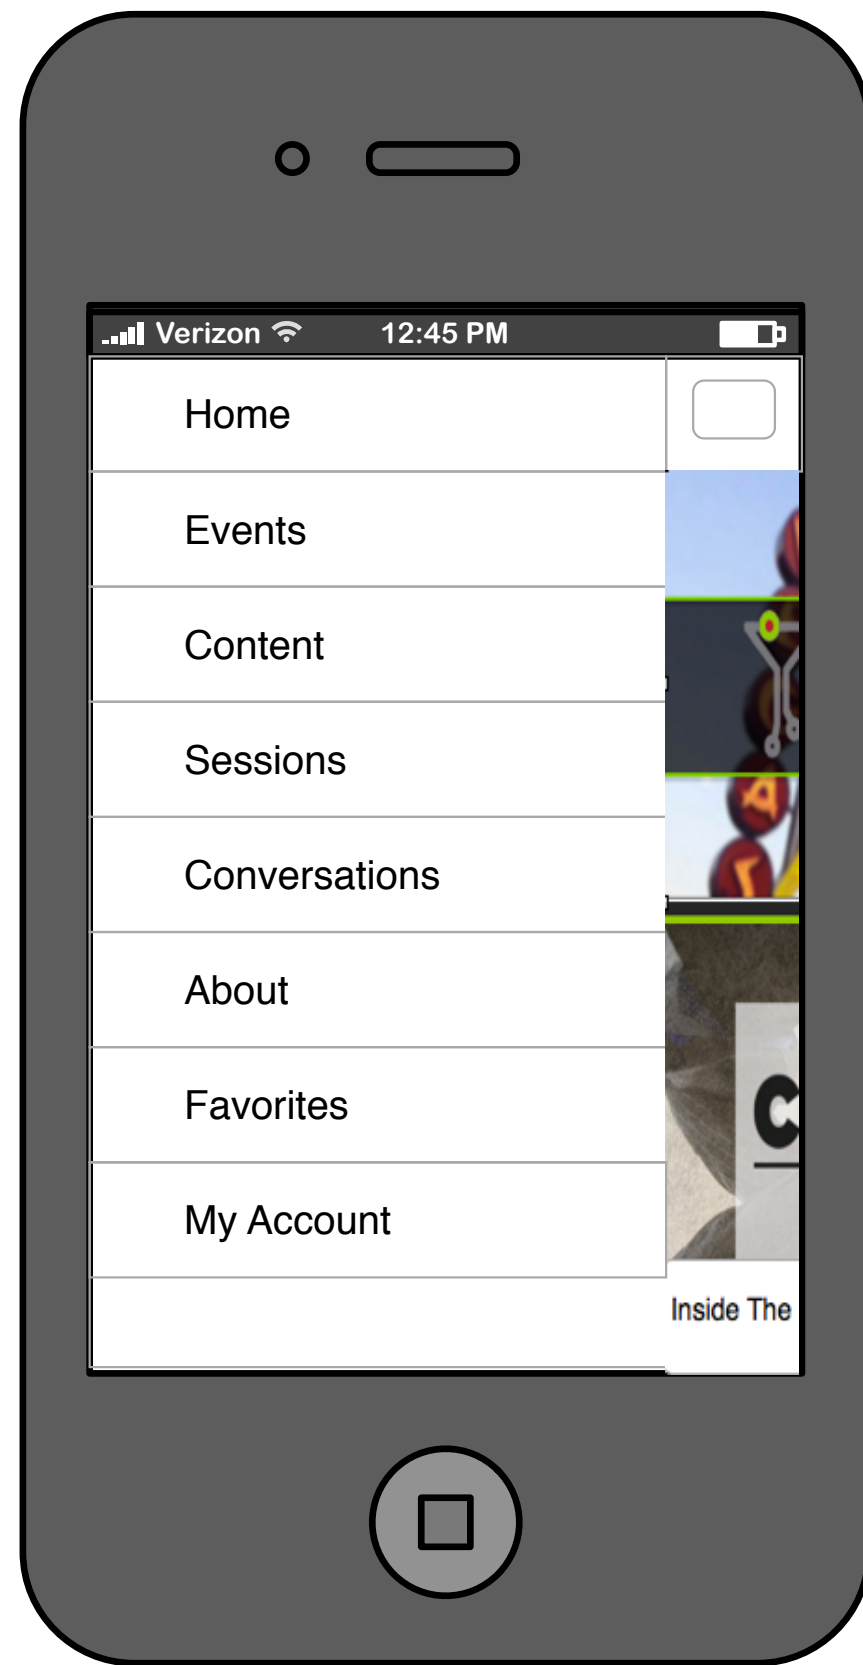 Verizon 12:45 PM
Home
Events
Content
Sessions
Conversations
About
Favorites
My Account
C
Inside The